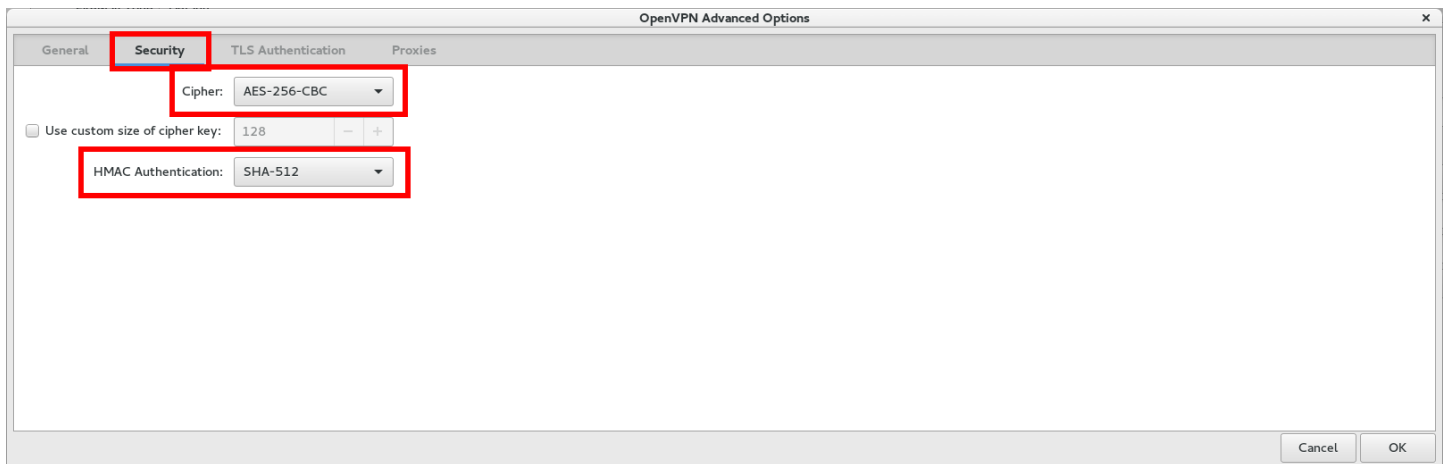 OpenVPN Advanced Options ×
General Security TLS Authentication Proxies
Cipher: AES-256-CBC
Use custom size of cipher key: 128 − +
HMAC Authentication: SHA-512
Cancel OK